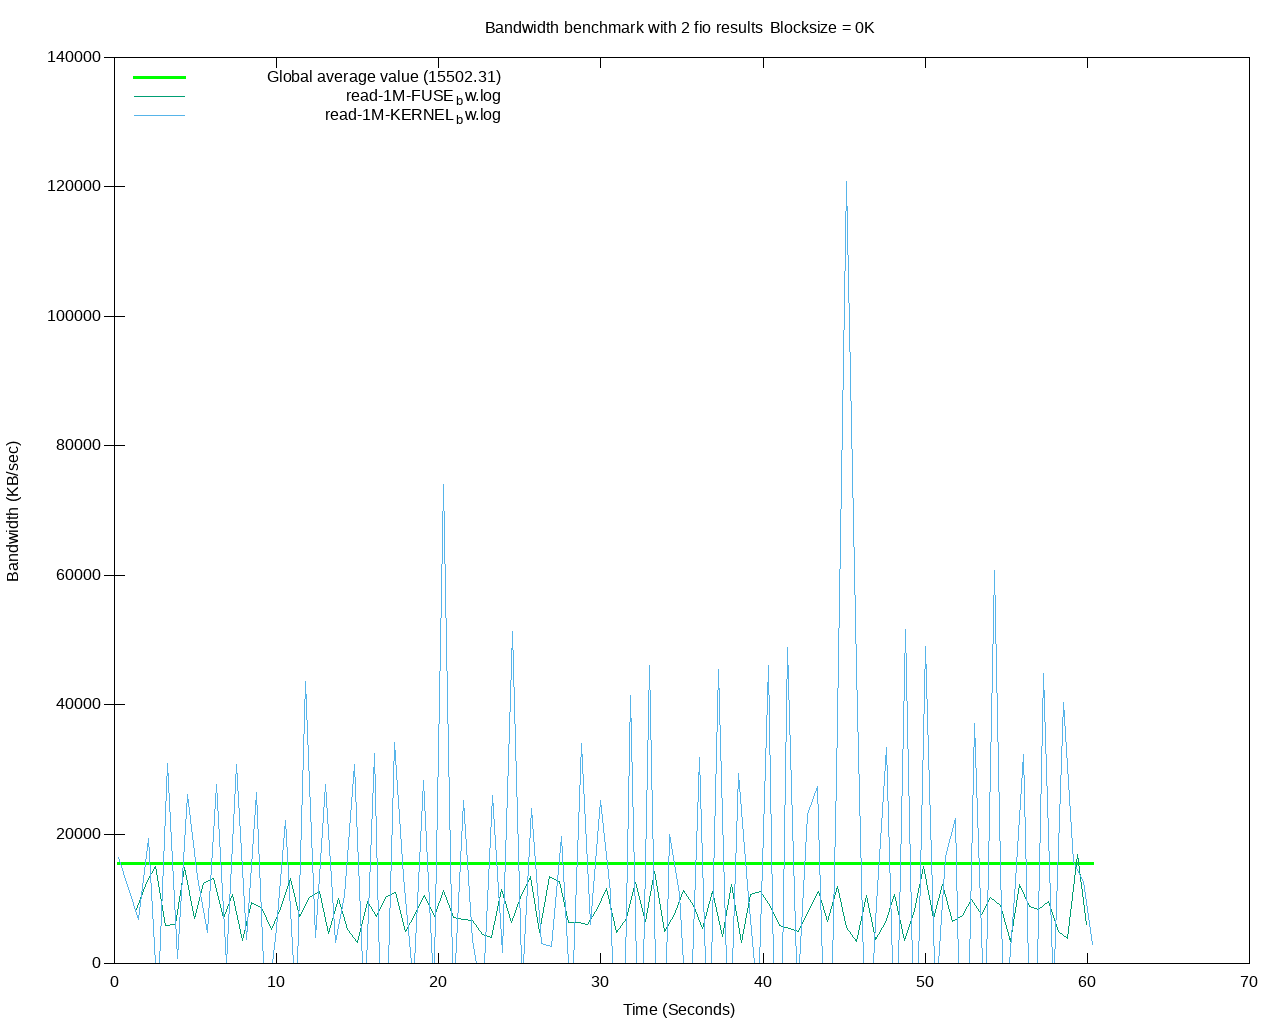 Bandwidth benchmark with 2 fio results Blocksize = 0K
140000
120000
100000
80000
60000
40000
20000
0
Global average value (15502.31)
read-1M-FUSE_bw.log
read-1M-KERNEL_bw.log
Bandwidth (KB/sec)
0 10 20 30 40 50 60 70
Time (Seconds)